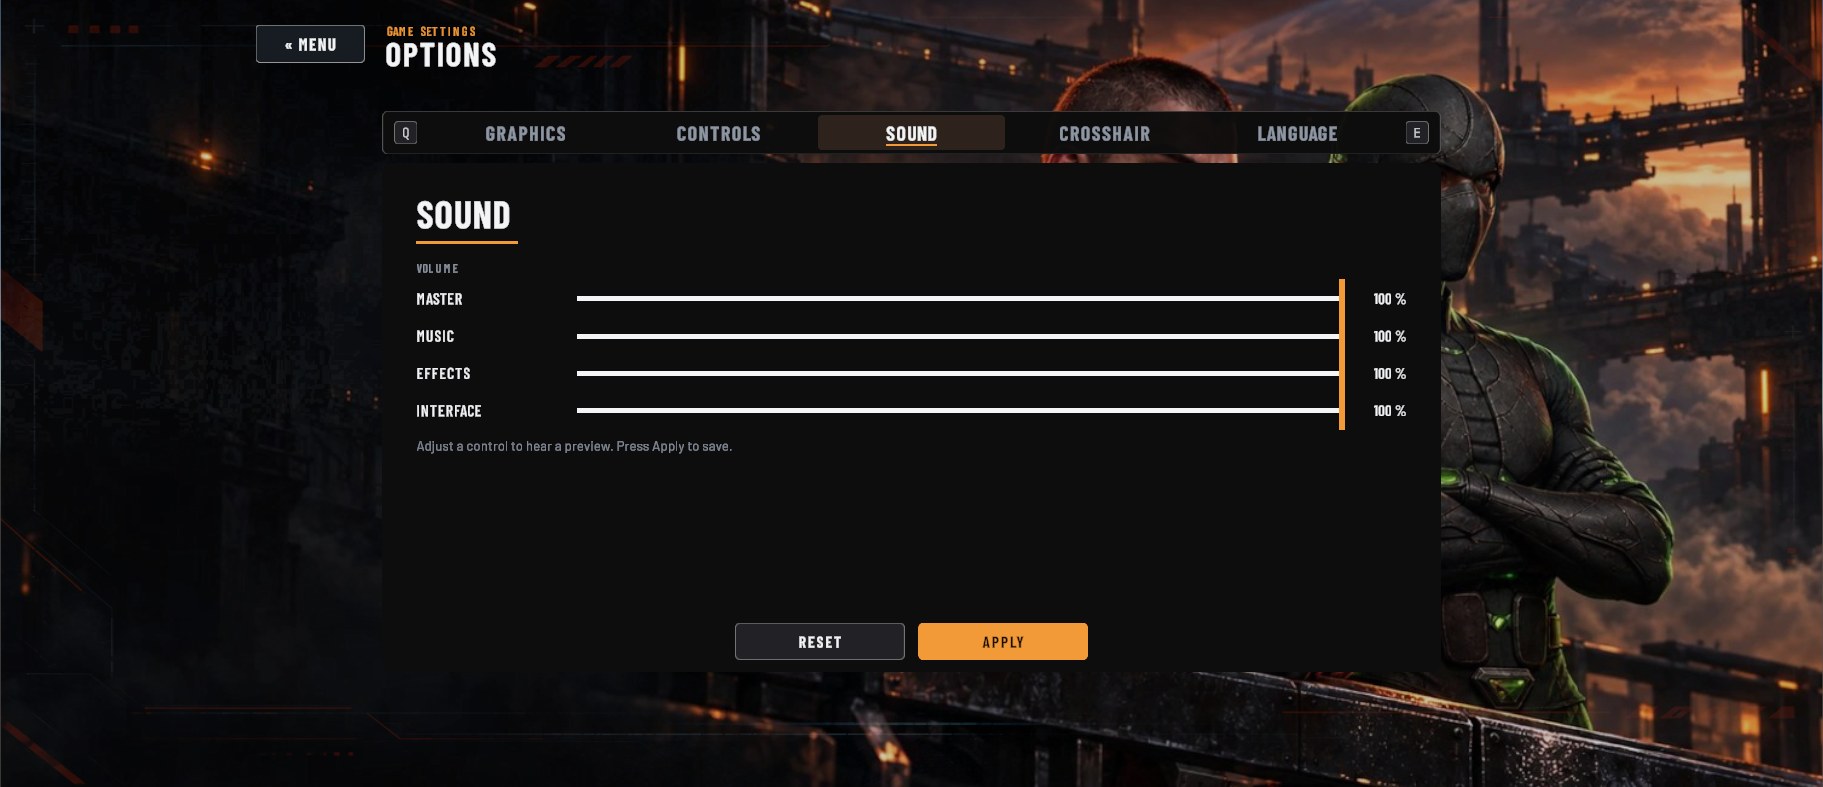 « MENU
GAME SETTINGS
OPTIONS
Q
GRAPHICS
CONTROLS
SOUND
CROSSHAIR
LANGUAGE
E
SOUND
VOLUME
MASTER
100 %
MUSIC
100 %
EFFECTS
100 %
INTERFACE
100 %
Adjust a control to hear a preview. Press Apply to save.
RESET
APPLY